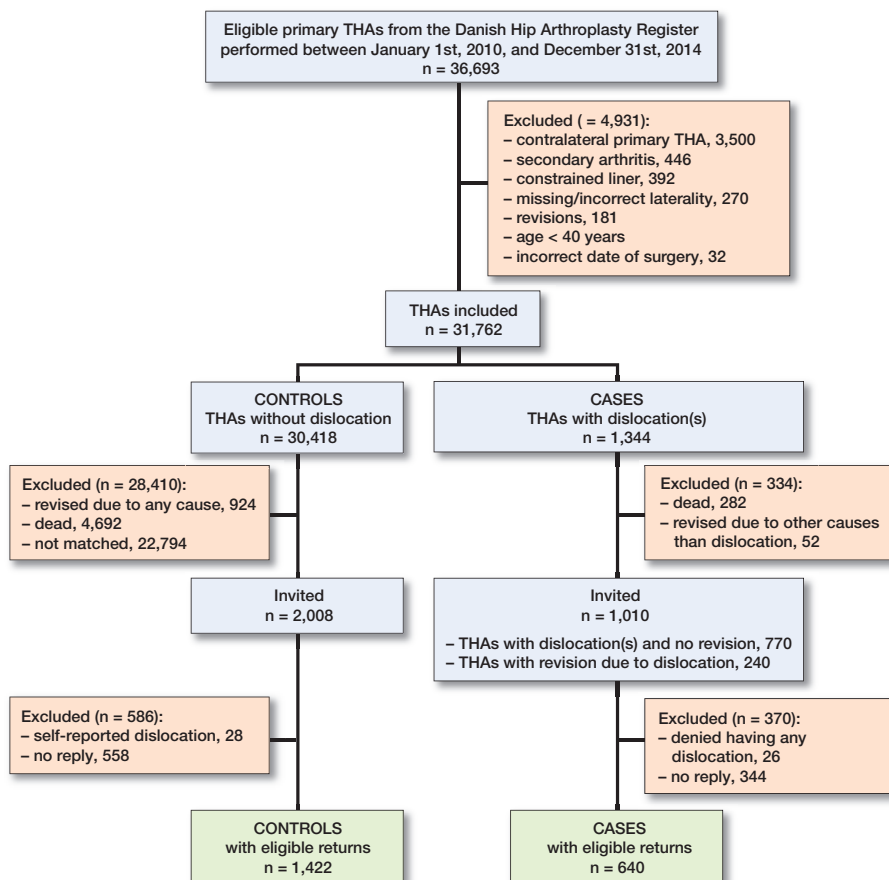 Eligible primary THAs from the Danish Hip Arthroplasty Register
performed between January 1st, 2010, and December 31st, 2014
n = 36,693
Excluded ( = 4,931):
– contralateral primary THA, 3,500
– secondary arthritis, 446
– constrained liner, 392
– missing/incorrect laterality, 270
– revisions, 181
– age < 40 years
– incorrect date of surgery, 32
THAs included
n = 31,762
CONTROLS
THAs without dislocation
n = 30,418
CASES
THAs with dislocation(s)
n = 1,344
Excluded (n = 28,410):
– revised due to any cause, 924
– dead, 4,692
– not matched, 22,794
Excluded (n = 334):
– dead, 282
– revised due to other causes
than dislocation, 52
Invited
n = 2,008
Invited
n = 1,010
– THAs with dislocation(s) and no revision, 770
– THAs with revision due to dislocation, 240
Excluded (n = 586):
– self-reported dislocation, 28
– no reply, 558
Excluded (n = 370):
– denied having any
dislocation, 26
– no reply, 344
CONTROLS
with eligible returns
n = 1,422
CASES
with eligible returns
n = 640